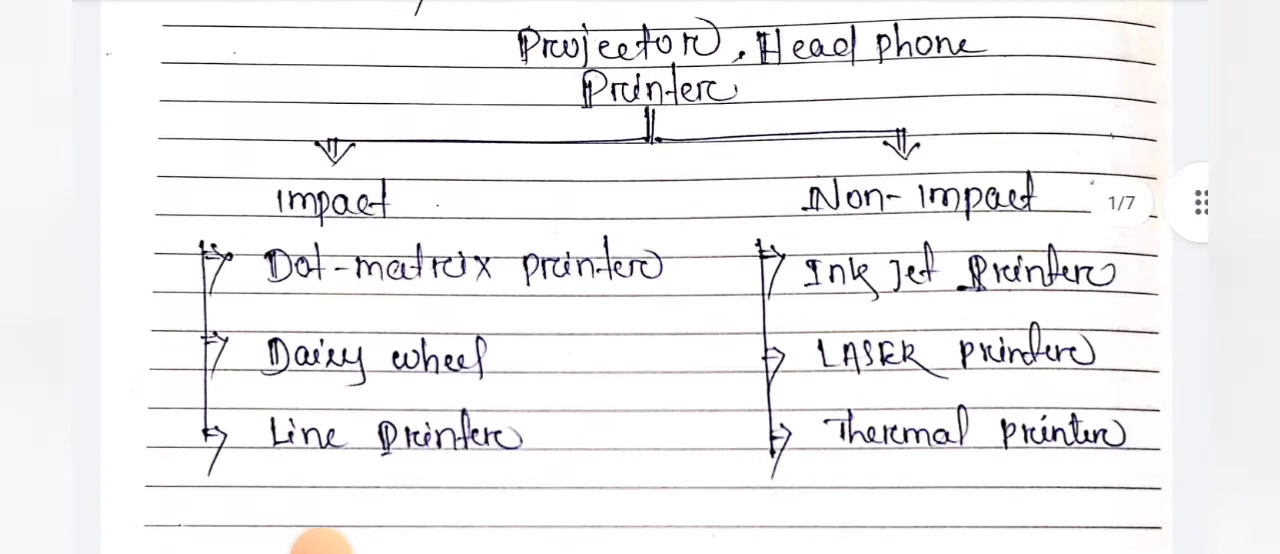 Projector, Head phone
Printer
Impact
Non-Impact
1/7
Dot-matrix printer
Ink jet Printer
Daisy wheel
LASER printer
Line Printer
Thermal printer